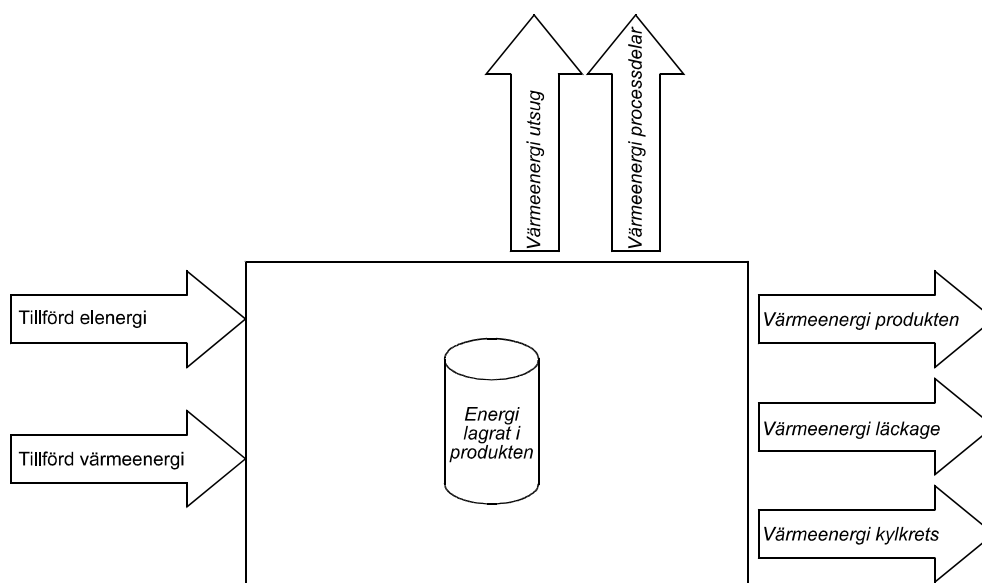 Värmeenergi utsug
Värmeenergi processdelar
Tillförd elenergi
Värmeenergi produkten
Energi
lagrat i
produkten
Värmeenergi läckage
Tillförd värmeenergi
Värmeenergi kylkrets